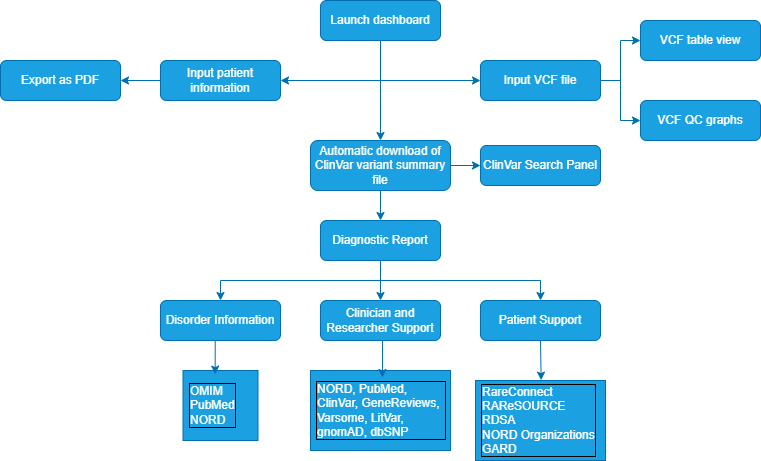 Launch dashboard
VCF table view
Export as PDF
Input patient
information
Input VCF file
VCF QC graphs
Automatic download of
ClinVar variant summary
file
ClinVar Search Panel
Diagnostic Report
Disorder Information
Clinician and
Researcher Support
Patient Support
OMIM
PubMed
NORD
NORD, PubMed,
ClinVar, GeneReviews,
Varsome, LitVar,
gnomAD, dbSNP
RareConnect
RAReSOURCE
RDSA
NORD Organizations
GARD